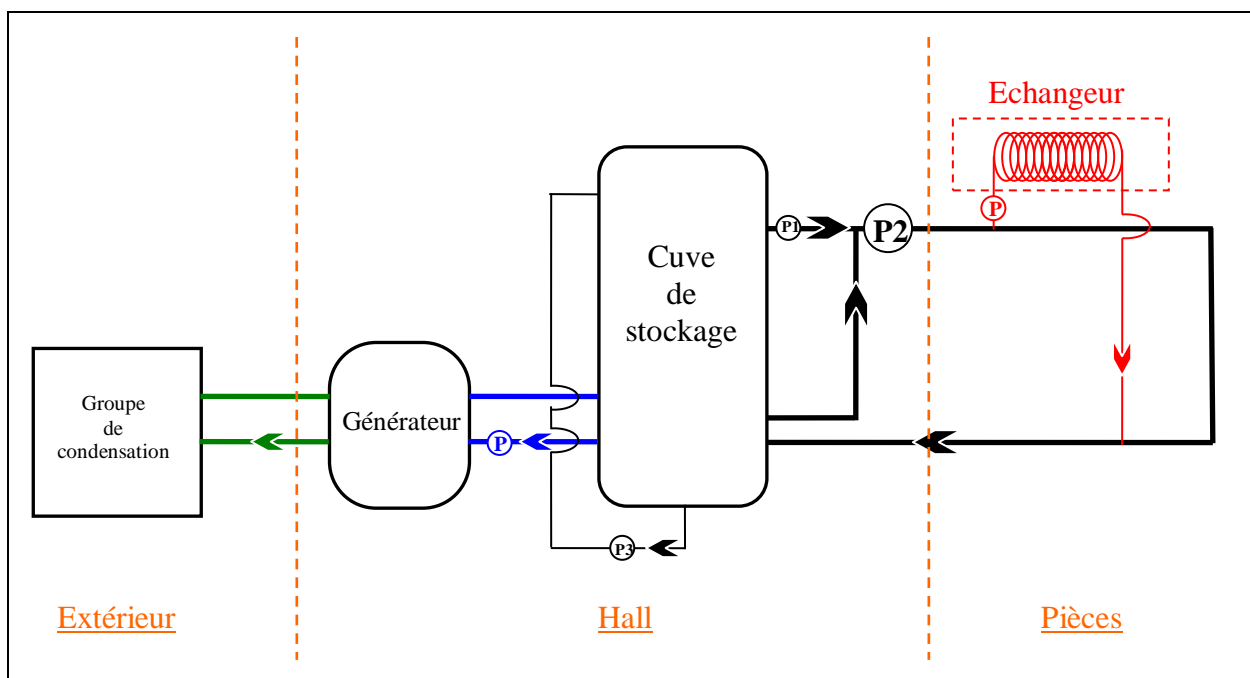 Echangeur
P
P1
P2
Cuve
de
stockage
Groupe
de
condensation
Générateur
P
P3
Extérieur
Hall
Pièces